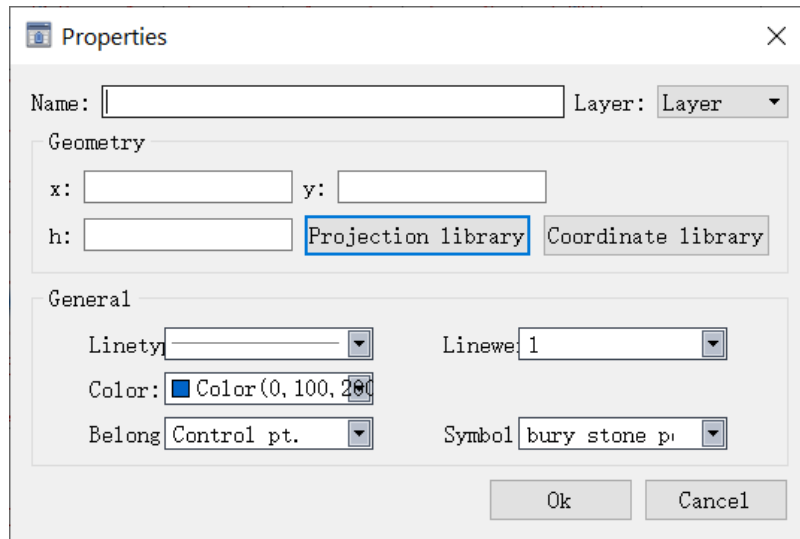 Properties
Name: Layer: Layer
Geometry
x: y:
h: Projection library Coordinate library
General
Linety Linewe 1
Color: Color(0,100,200
Belong Control pt. Symbol bury stone p
Ok Cancel